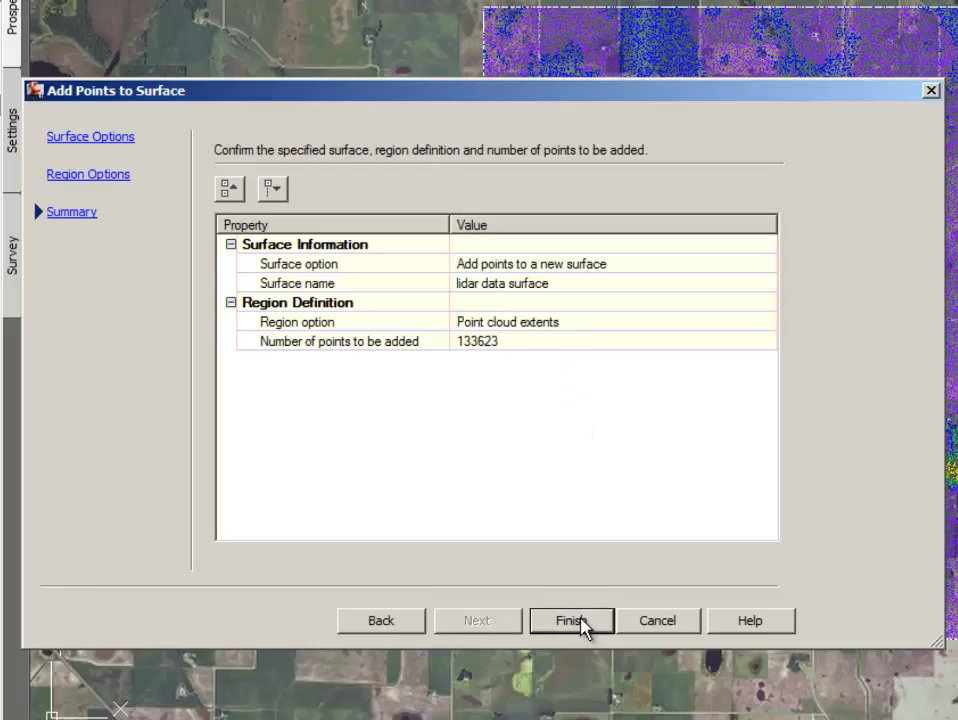 Prospe
Settings
Survey
Add Points to Surface
Surface Options
Region Options
Summary
Confirm the specified surface, region definition and number of points to be added.
Property Value
Surface Information
Surface option Add points to a new surface
Surface name lidar data surface
Region Definition
Region option Point cloud extents
Number of points to be added 133623
Back Next Finish Cancel Help